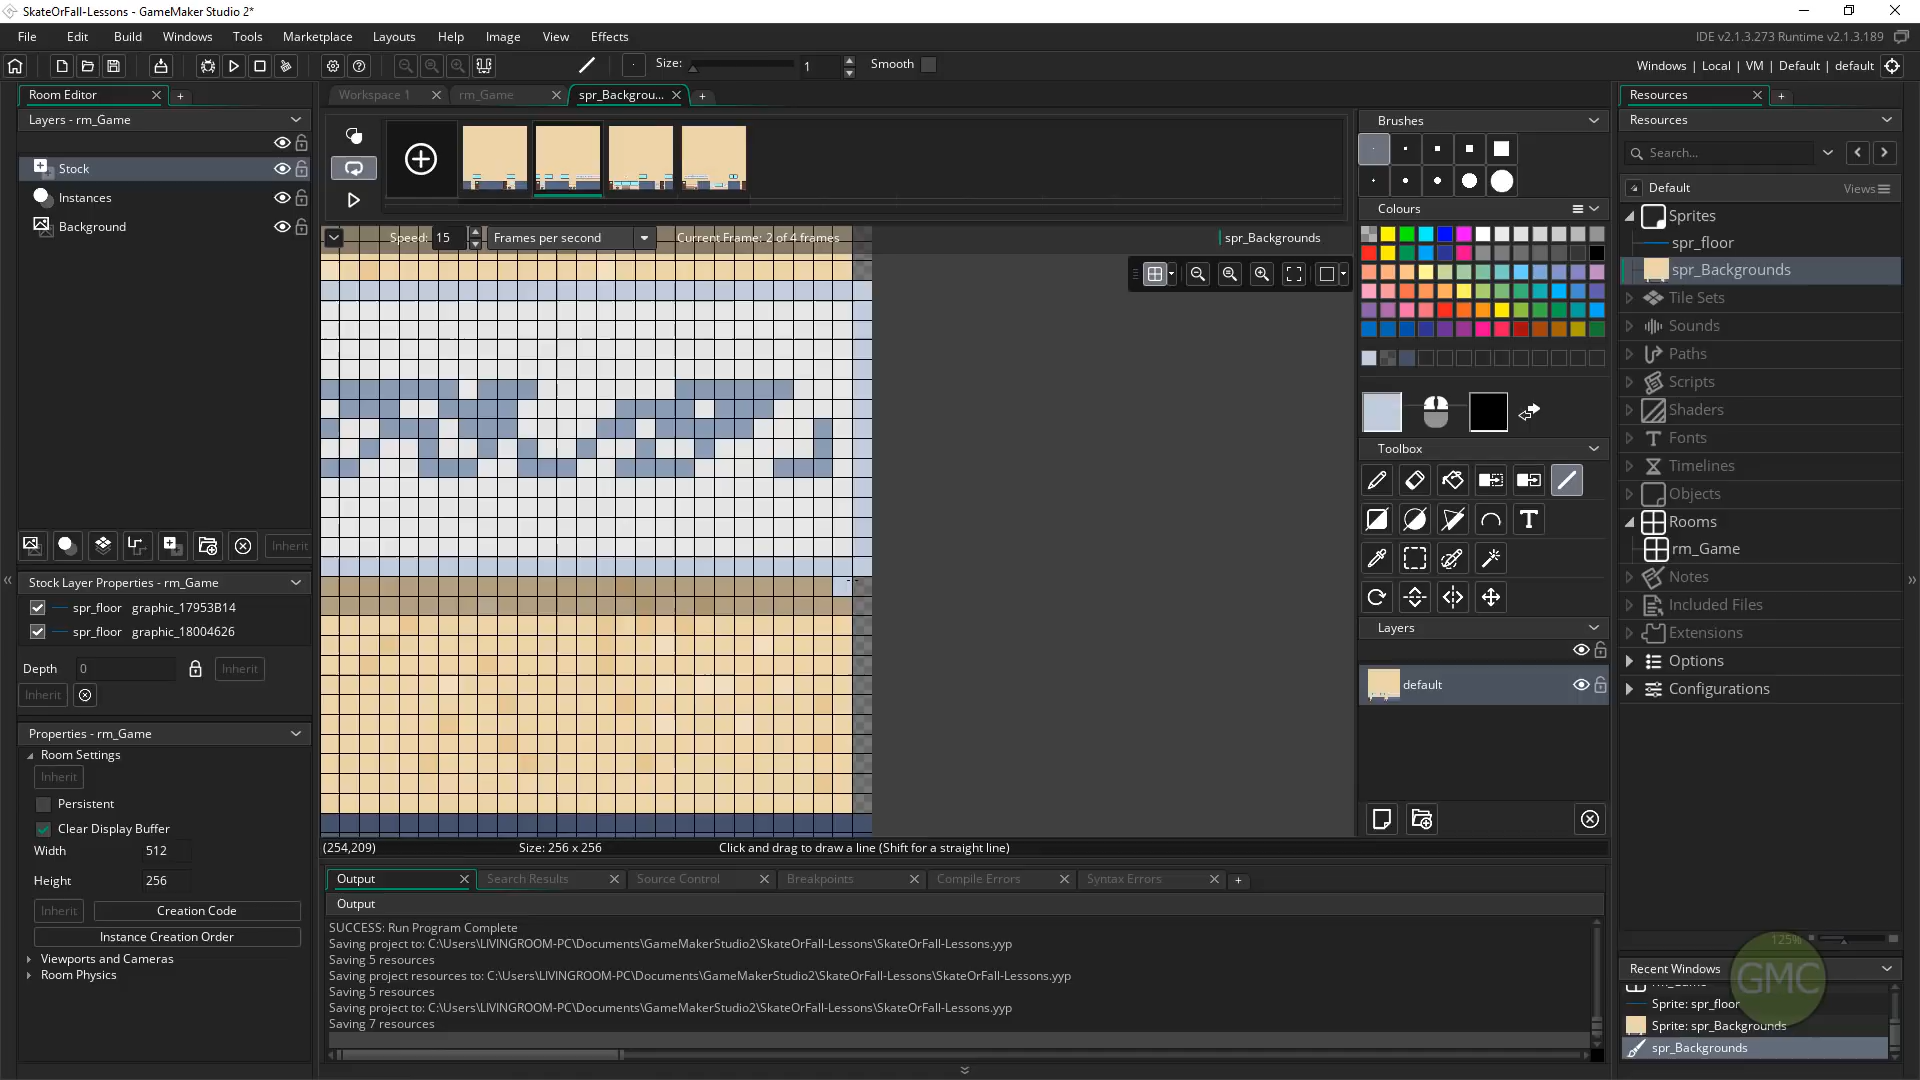 SkateOrFall-Lessons - GameMaker Studio 2*
File Edit Build Windows Tools Marketplace Layouts Help Image View Effects
IDE v2.1.3.273 Runtime v2.1.3.189
Size: 1 Smooth
Windows | Local | VM | Default | default
Room Editor
Workspace 1 rm_Game spr_Backgrou...
Resources
Layers - rm_Game
Brushes
Resources
Search...
Stock
Instances
Background
Default Views
Colours
Sprites
spr_floor
spr_Backgrounds
Speed: 15 Frames per second Current Frame: 2 of 4 frames spr_Backgrounds
Tile Sets
Sounds
Paths
Scripts
Shaders
Fonts
Timelines
Objects
Rooms
rm_Game
Notes
Included Files
Extensions
Options
Configurations
Toolbox
T
Inherit
Stock Layer Properties - rm_Game
spr_floor graphic_17953B14
spr_floor graphic_18004626
Depth 0 Inherit
Inherit
Layers
default
Properties - rm_Game
Room Settings
Inherit
Persistent
Clear Display Buffer
Width 512
Height 256
Inherit Creation Code
Instance Creation Order
Viewports and Cameras
Room Physics
(254,209) Size: 256 x 256 Click and drag to draw a line (Shift for a straight line)
Output Search Results Source Control Breakpoints Compile Errors Syntax Errors
Output
SUCCESS: Run Program Complete
Saving project to: C:\Users\LIVINGROOM-PC\Documents\GameMakerStudio2\SkateOrFall-Lessons\SkateOrFall-Lessons.yyp
Saving 5 resources
Saving project resources to: C:\Users\LIVINGROOM-PC\Documents\GameMakerStudio2\SkateOrFall-Lessons\SkateOrFall-Lessons.yyp
Saving 5 resources
Saving project to: C:\Users\LIVINGROOM-PC\Documents\GameMakerStudio2\SkateOrFall-Lessons\SkateOrFall-Lessons.yyp
Saving 7 resources
125%
Recent Windows
GMC
rm_Game
Sprite: spr_floor
Sprite: spr_Backgrounds
spr_Backgrounds